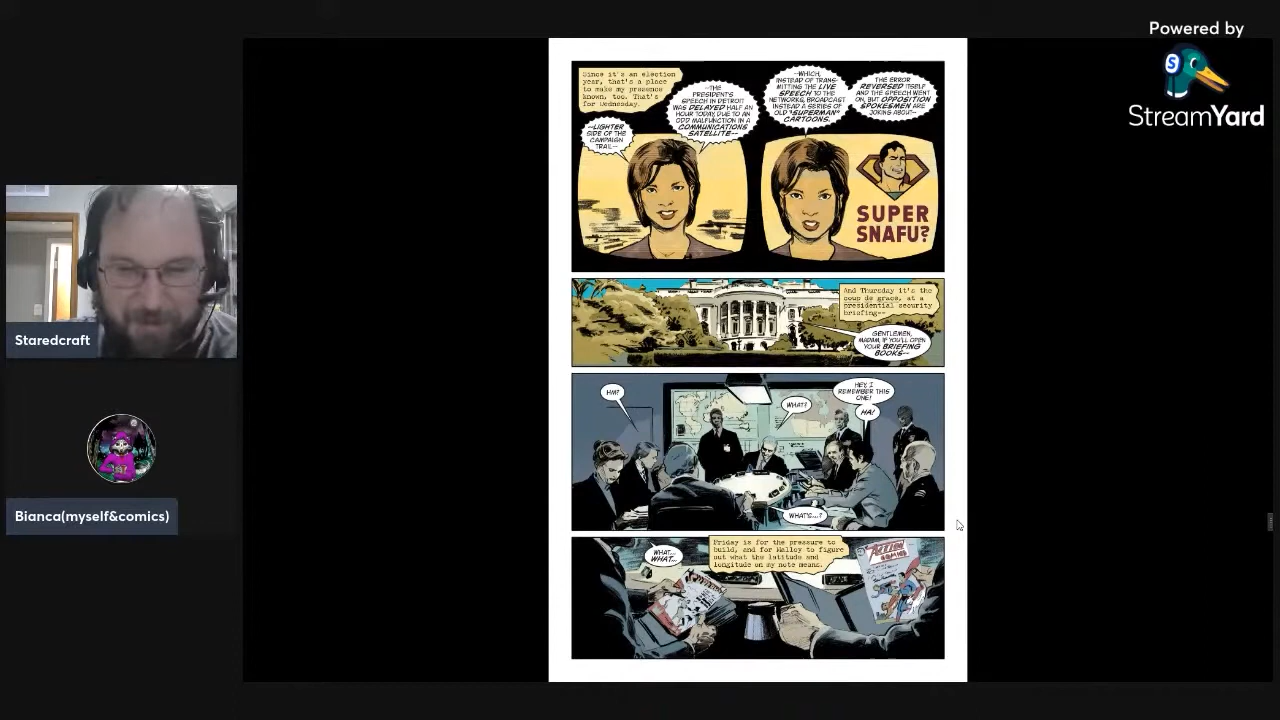 Powered by
S
StreamYard
Staredcraft
Bianca(myself&comics)
Since it's an election
year, that's a place
to make my presence
known, too. That's
for Wednesday.
--LIGHTER
SIDE OF THE
CAMPAIGN
TRAIL--
--THE
PRESIDENT'S
SPEECH IN DETROIT
WAS DELAYED HALF AN
HOUR TODAY, DUE TO AN
ODD MALFUNCTION IN A
COMMUNICATIONS
SATELLITE--
--WHICH,
INSTEAD OF TRANS-
MITTING THE LIVE
SPEECH TO THE
NETWORKS, BROADCAST
INSTEAD A SERIES OF
OLD "SUPERMAN"
CARTOONS.
THE ERROR
REVERSED ITSELF
AND THE SPEECH WENT
ON, BUT OPPOSITION
SPOKESMEN ARE
JOKING ABOUT--
SUPER
SNAFU?
And Thursday it's the
coup de grace, at a
presidential security
briefing--
GENTLEMEN,
MADAM, IF YOU'LL OPEN
YOUR BRIEFING
BOOKS--
HM?
WHAT?
HEY, I
REMEMBER THIS
ONE!
HA!
WHAT'S...?
WHAT...
WHAT...
Friday is for the pressure to
build, and for Malloy to figure
out what the latitude and
longitude on my note means.
ACTION
COMICS